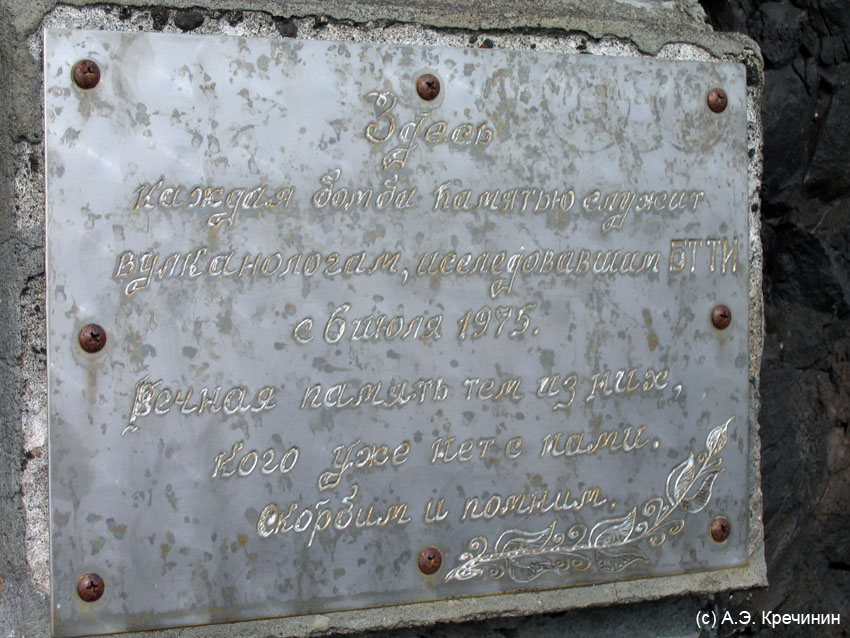 Здесь
каждая бомба памятью служит
вулканологам, исследовавшим БТТИ
с 6 июля 1975.
Вечная память тем из них,
кого уже нет с нами.
Скорбим и помним.
(c) А.Э. Кречинин